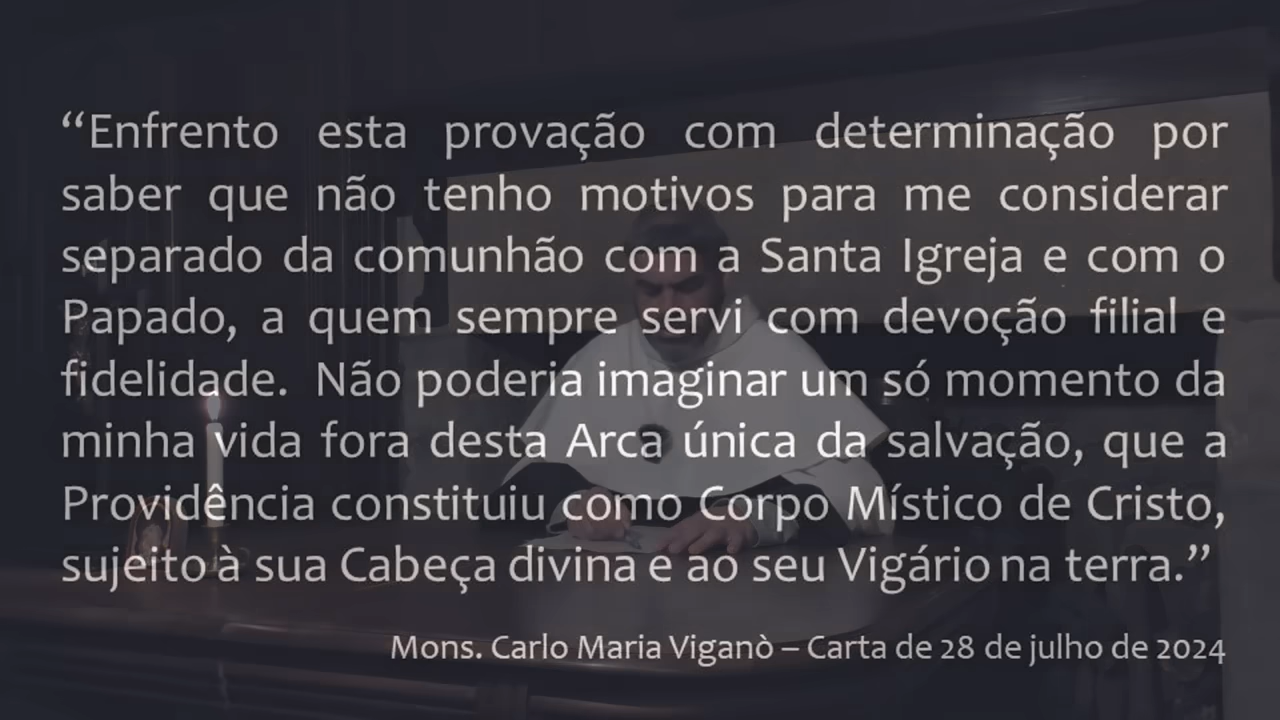 “Enfrento esta provação com determinação por
saber que não tenho motivos para me considerar
separado da comunhão com a Santa Igreja e com o
Papado, a quem sempre servi com devoção filial e
fidelidade. Não poderia imaginar um só momento da
minha vida fora desta Arca única da salvação, que a
Providência constituiu como Corpo Místico de Cristo,
sujeito à sua Cabeça divina e ao seu Vigário na terra.”
Mons. Carlo Maria Viganò – Carta de 28 de julho de 2024